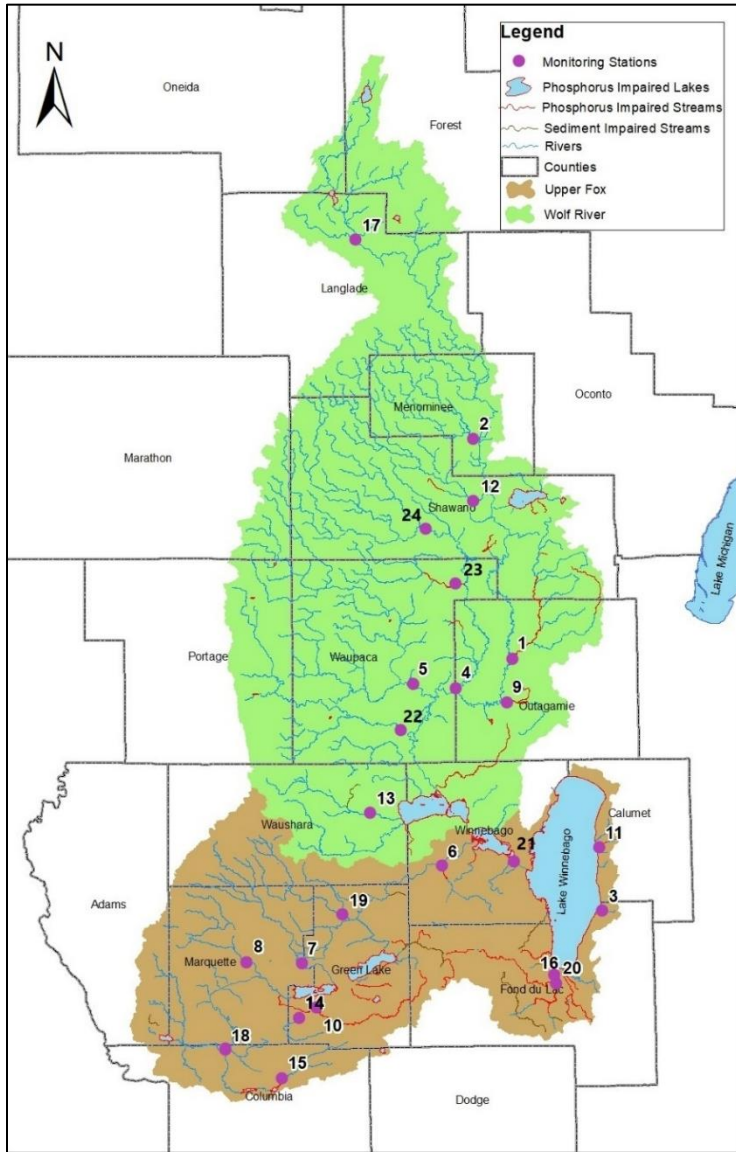 Legend
Monitoring Stations
Phosphorus Impaired Lakes
Phosphorus Impaired Streams
Sediment Impaired Streams
Rivers
Counties
Upper Fox
Wolf River
N
Oneida
Forest
17
Langlade
Oconto
Menominee
2
Marathon
12
Shawano
24
23
Lake Michigan
Portage
Waupaca
1
5
4
9
Outagamie
22
13
Waushara
Winnebago
Calumet
21
11
6
Lake Winnebago
Adams
3
19
8
7
Marquette
Green Lake
16
20
Fond du Lac
14
10
18
15
Columbia
Dodge